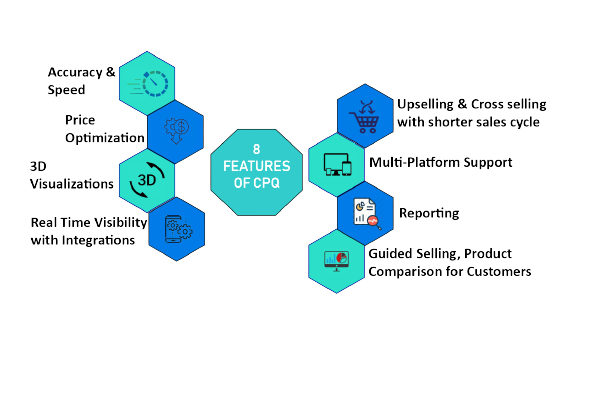 Accuracy &
Speed
Price
Optimization
3D
Visualizations
3D
Real Time Visibility
with Integrations
8
FEATURES
OF CPQ
Upselling & Cross selling
with shorter sales cycle
Multi-Platform Support
Reporting
Guided Selling, Product
Comparison for Customers